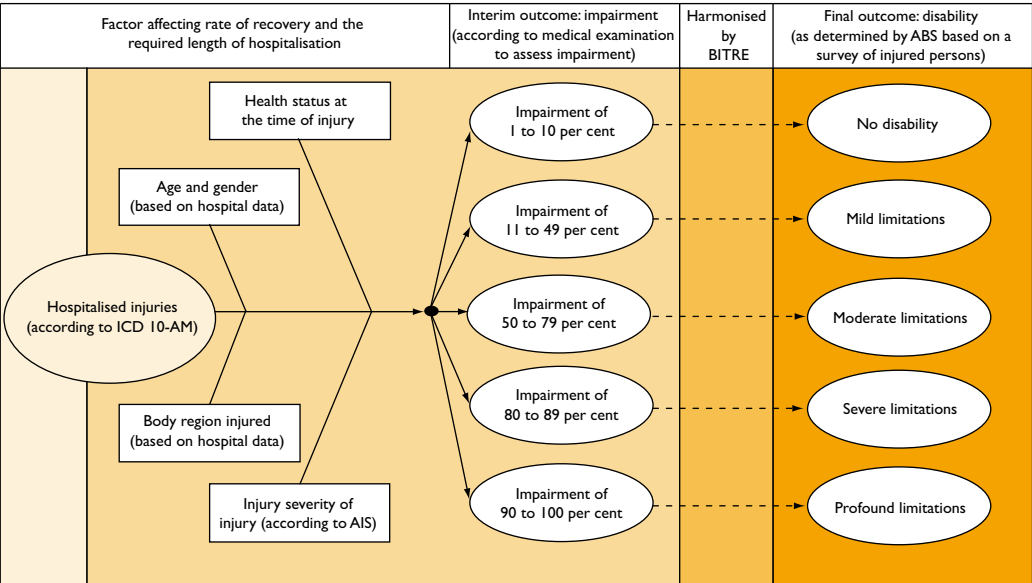 Factor affecting rate of recovery and the
required length of hospitalisation
Interim outcome: impairment
(according to medical examination
to assess impairment)
Harmonised
by
BITRE
Final outcome: disability
(as determined by ABS based on a
survey of injured persons)
Health status at
the time of injury
Age and gender
(based on hospital data)
Hospitalised injuries
(according to ICD 10-AM)
Body region injured
(based on hospital data)
Injury severity of
injury (according to AIS)
Impairment of
1 to 10 per cent
Impairment of
11 to 49 per cent
Impairment of
50 to 79 per cent
Impairment of
80 to 89 per cent
Impairment of
90 to 100 per cent
No disability
Mild limitations
Moderate limitations
Severe limitations
Profound limitations